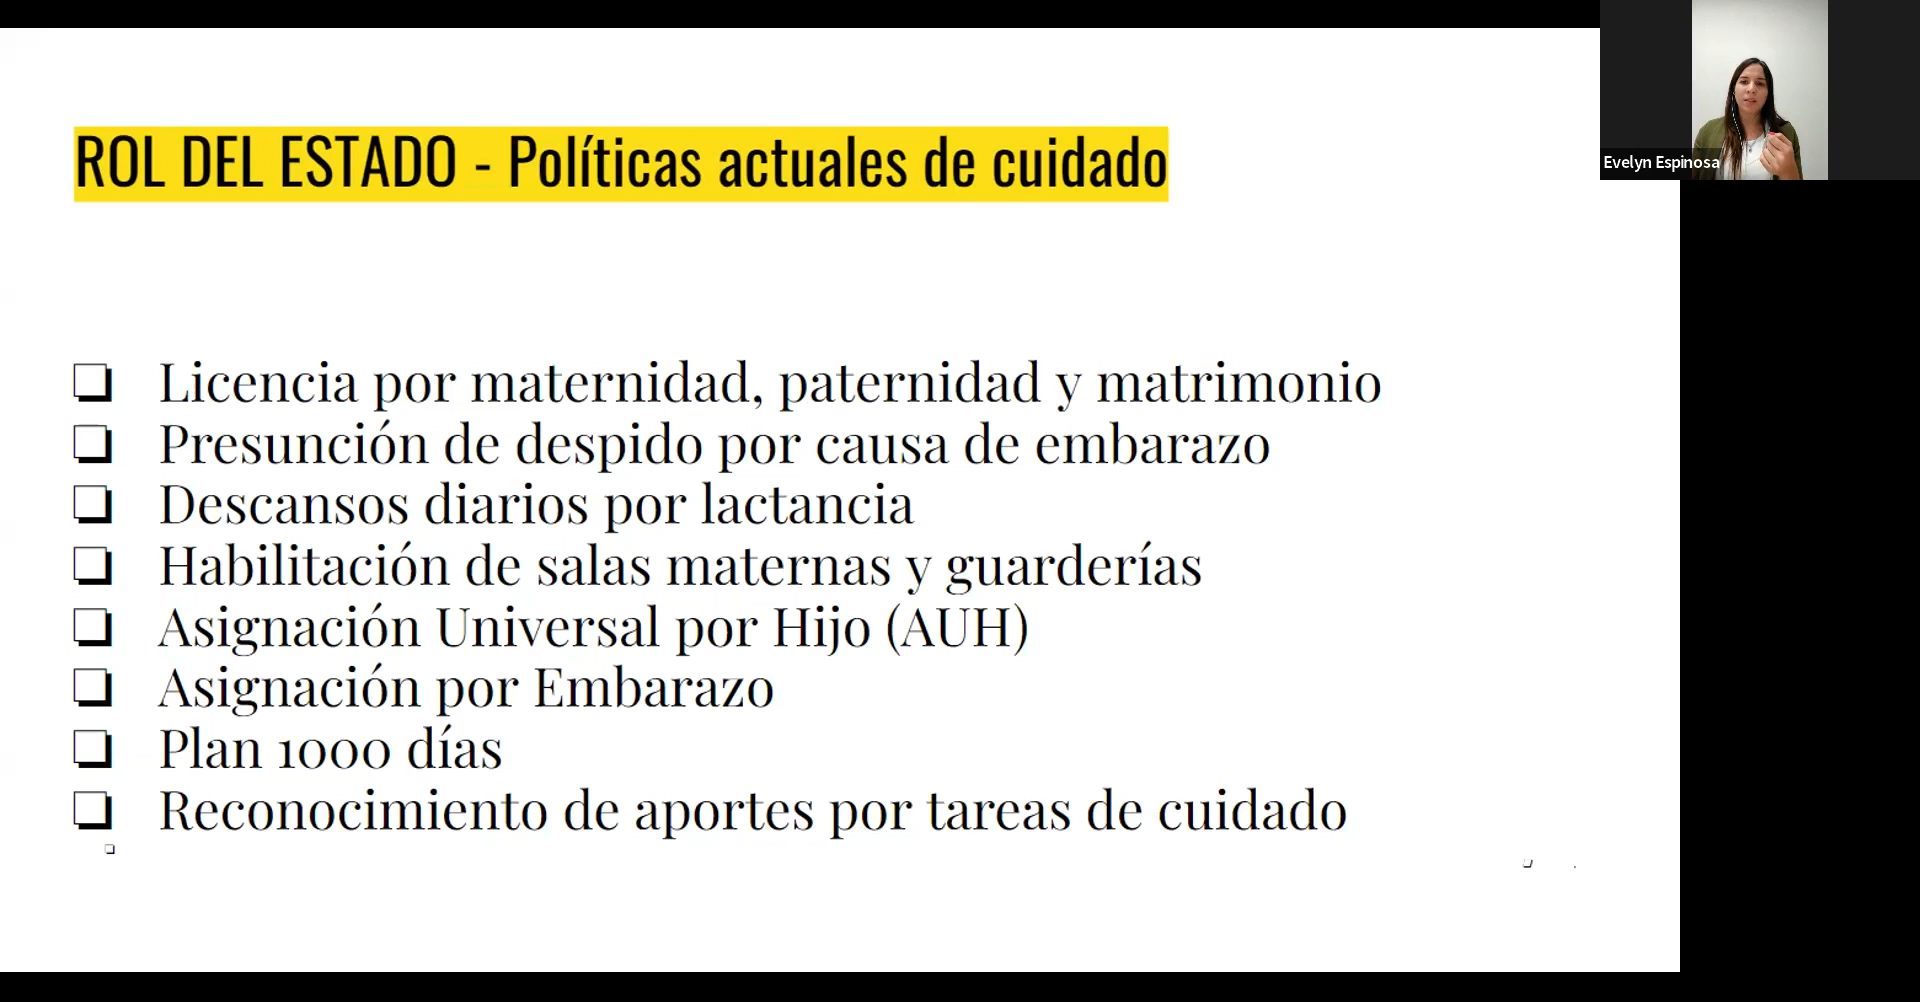 ROL DEL ESTADO - Políticas actuales de cuidado
Evelyn Espinosa
Licencia por maternidad, paternidad y matrimonio
Presunción de despido por causa de embarazo
Descansos diarios por lactancia
Habilitación de salas maternas y guarderías
Asignación Universal por Hijo (AUH)
Asignación por Embarazo
Plan 1000 días
Reconocimiento de aportes por tareas de cuidado